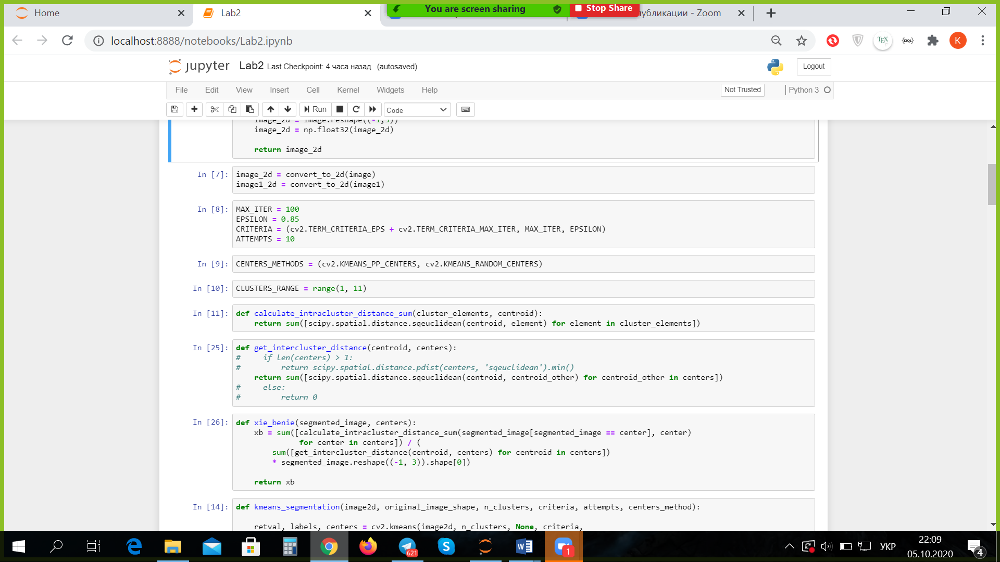 Home
Lab2
You are screen sharing
Stop Share
публикации - Zoom
localhost:8888/notebooks/Lab2.ipynb
TEX
{CIQL}
K
jupyter Lab2 Last Checkpoint: 4 часа назад (autosaved)
Logout
File Edit View Insert Cell Kernel Widgets Help
Not Trusted
Python 3
Run
Code
image_2d = image.reshape((-1,3))
image_2d = np.float32(image_2d)
return image_2d
In [7]: image_2d = convert_to_2d(image)
image1_2d = convert_to_2d(image1)
In [8]: MAX_ITER = 100
EPSILON = 0.85
CRITERIA = (cv2.TERM_CRITERIA_EPS + cv2.TERM_CRITERIA_MAX_ITER, MAX_ITER, EPSILON)
ATTEMPTS = 10
In [9]: CENTERS_METHODS = (cv2.KMEANS_PP_CENTERS, cv2.KMEANS_RANDOM_CENTERS)
In [10]: CLUSTERS_RANGE = range(1, 11)
In [11]: def calculate_intracluster_distance_sum(cluster_elements, centroid):
return sum([scipy.spatial.distance.sqeuclidean(centroid, element) for element in cluster_elements])
In [25]: def get_intercluster_distance(centroid, centers):
# if len(centers) > 1:
# return scipy.spatial.distance.pdist(centers, 'sqeuclidean').min()
return sum([scipy.spatial.distance.sqeuclidean(centroid, centroid_other) for centroid_other in centers])
# else:
# return 0
In [26]: def xie_benie(segmented_image, centers):
xb = sum([calculate_intracluster_distance_sum(segmented_image[segmented_image == center], center)
for center in centers]) / (
sum([get_intercluster_distance(centroid, centers) for centroid in centers])
* segmented_image.reshape((-1, 3)).shape[0])
return xb
In [14]: def kmeans_segmentation(image2d, original_image_shape, n_clusters, criteria, attempts, centers_method):
retval, labels, centers = cv2.kmeans(image2d, n_clusters, None, criteria,
621
1
УКР
22:09
05.10.2020
4